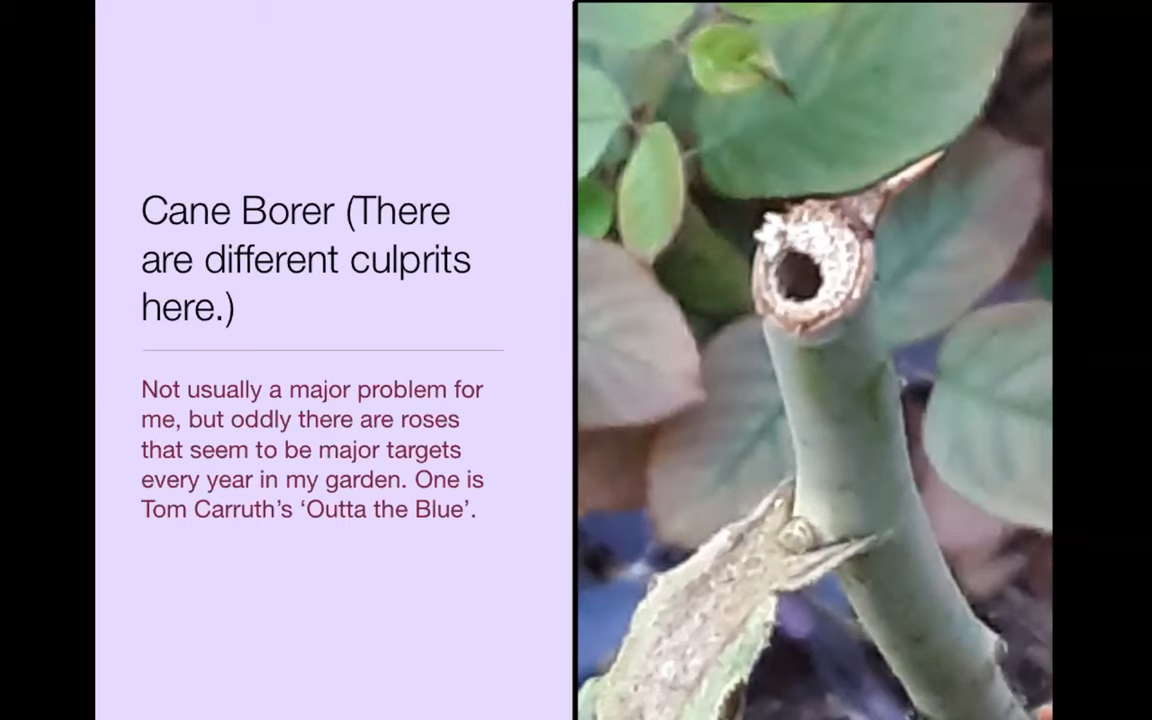 Cane Borer (There
are different culprits
here.)
Not usually a major problem for
me, but oddly there are roses
that seem to be major targets
every year in my garden. One is
Tom Carruth’s ‘Outta the Blue’.